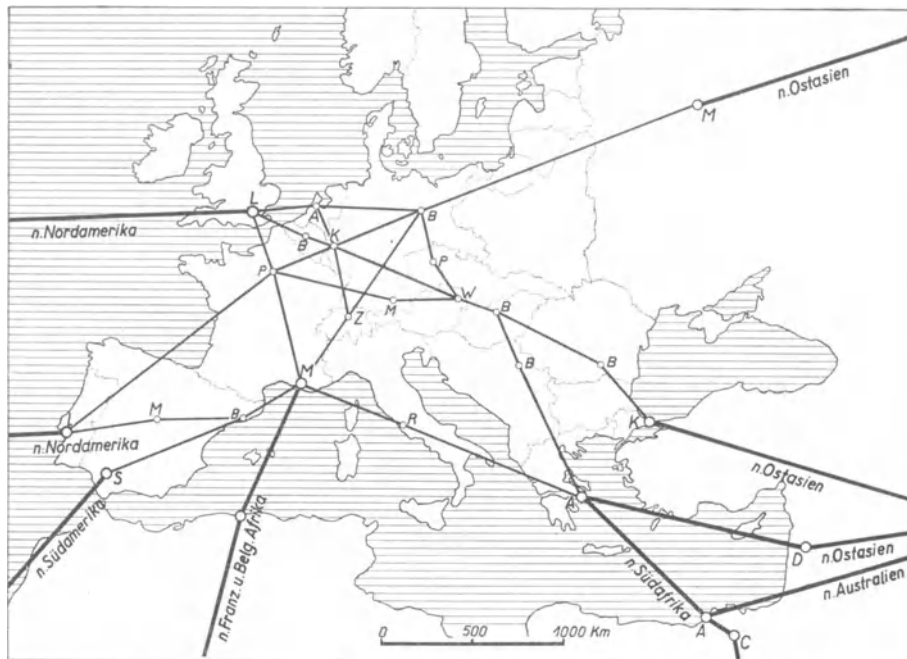 n.Ostasien
M
L
A
B
n.Nordamerika
B
K
P
P
W
M
B
Z
B
B
M
M
B
R
K
n.Nordamerika
S
n.Ostasien
n.Südamerika
A
n.Franz.u.Belg.Afrika
D
n.Ostasien
n.Südafrika
n.Australien
A
C
0 500 1000 Km